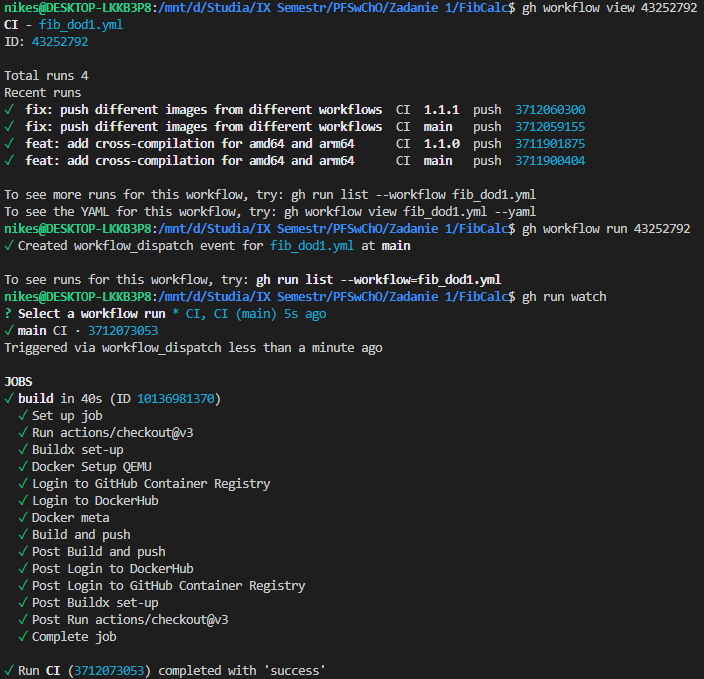 nikes@DESKTOP-LKKB3P8:/mnt/d/Studia/IX Semestr/PFSwChO/Zadanie 1/FibCalc$ gh workflow view 43252792
CI - fib_dod1.yml
ID: 43252792
Total runs 4
Recent runs
✓ fix: push different images from different workflows CI 1.1.1 push 3712060300
✓ fix: push different images from different workflows CI main push 3712059155
✓ feat: add cross-compilation for amd64 and arm64 CI 1.1.0 push 3711901875
✓ feat: add cross-compilation for amd64 and arm64 CI main push 3711900404
To see more runs for this workflow, try: gh run list --workflow fib_dod1.yml
To see the YAML for this workflow, try: gh workflow view fib_dod1.yml --yaml
nikes@DESKTOP-LKKB3P8:/mnt/d/Studia/IX Semestr/PFSwChO/Zadanie 1/FibCalc$ gh workflow run 43252792
✓ Created workflow_dispatch event for fib_dod1.yml at main
To see runs for this workflow, try: gh run list --workflow=fib_dod1.yml
nikes@DESKTOP-LKKB3P8:/mnt/d/Studia/IX Semestr/PFSwChO/Zadanie 1/FibCalc$ gh run watch
? Select a workflow run * CI, CI (main) 5s ago
✓ main CI · 3712073053
Triggered via workflow_dispatch less than a minute ago
JOBS
✓ build in 40s (ID 10136981370)
✓ Set up job
✓ Run actions/checkout@v3
✓ Buildx set-up
✓ Docker Setup QEMU
✓ Login to GitHub Container Registry
✓ Login to DockerHub
✓ Docker meta
✓ Build and push
✓ Post Build and push
✓ Post Login to DockerHub
✓ Post Login to GitHub Container Registry
✓ Post Buildx set-up
✓ Post Run actions/checkout@v3
✓ Complete job
✓ Run CI (3712073053) completed with 'success'